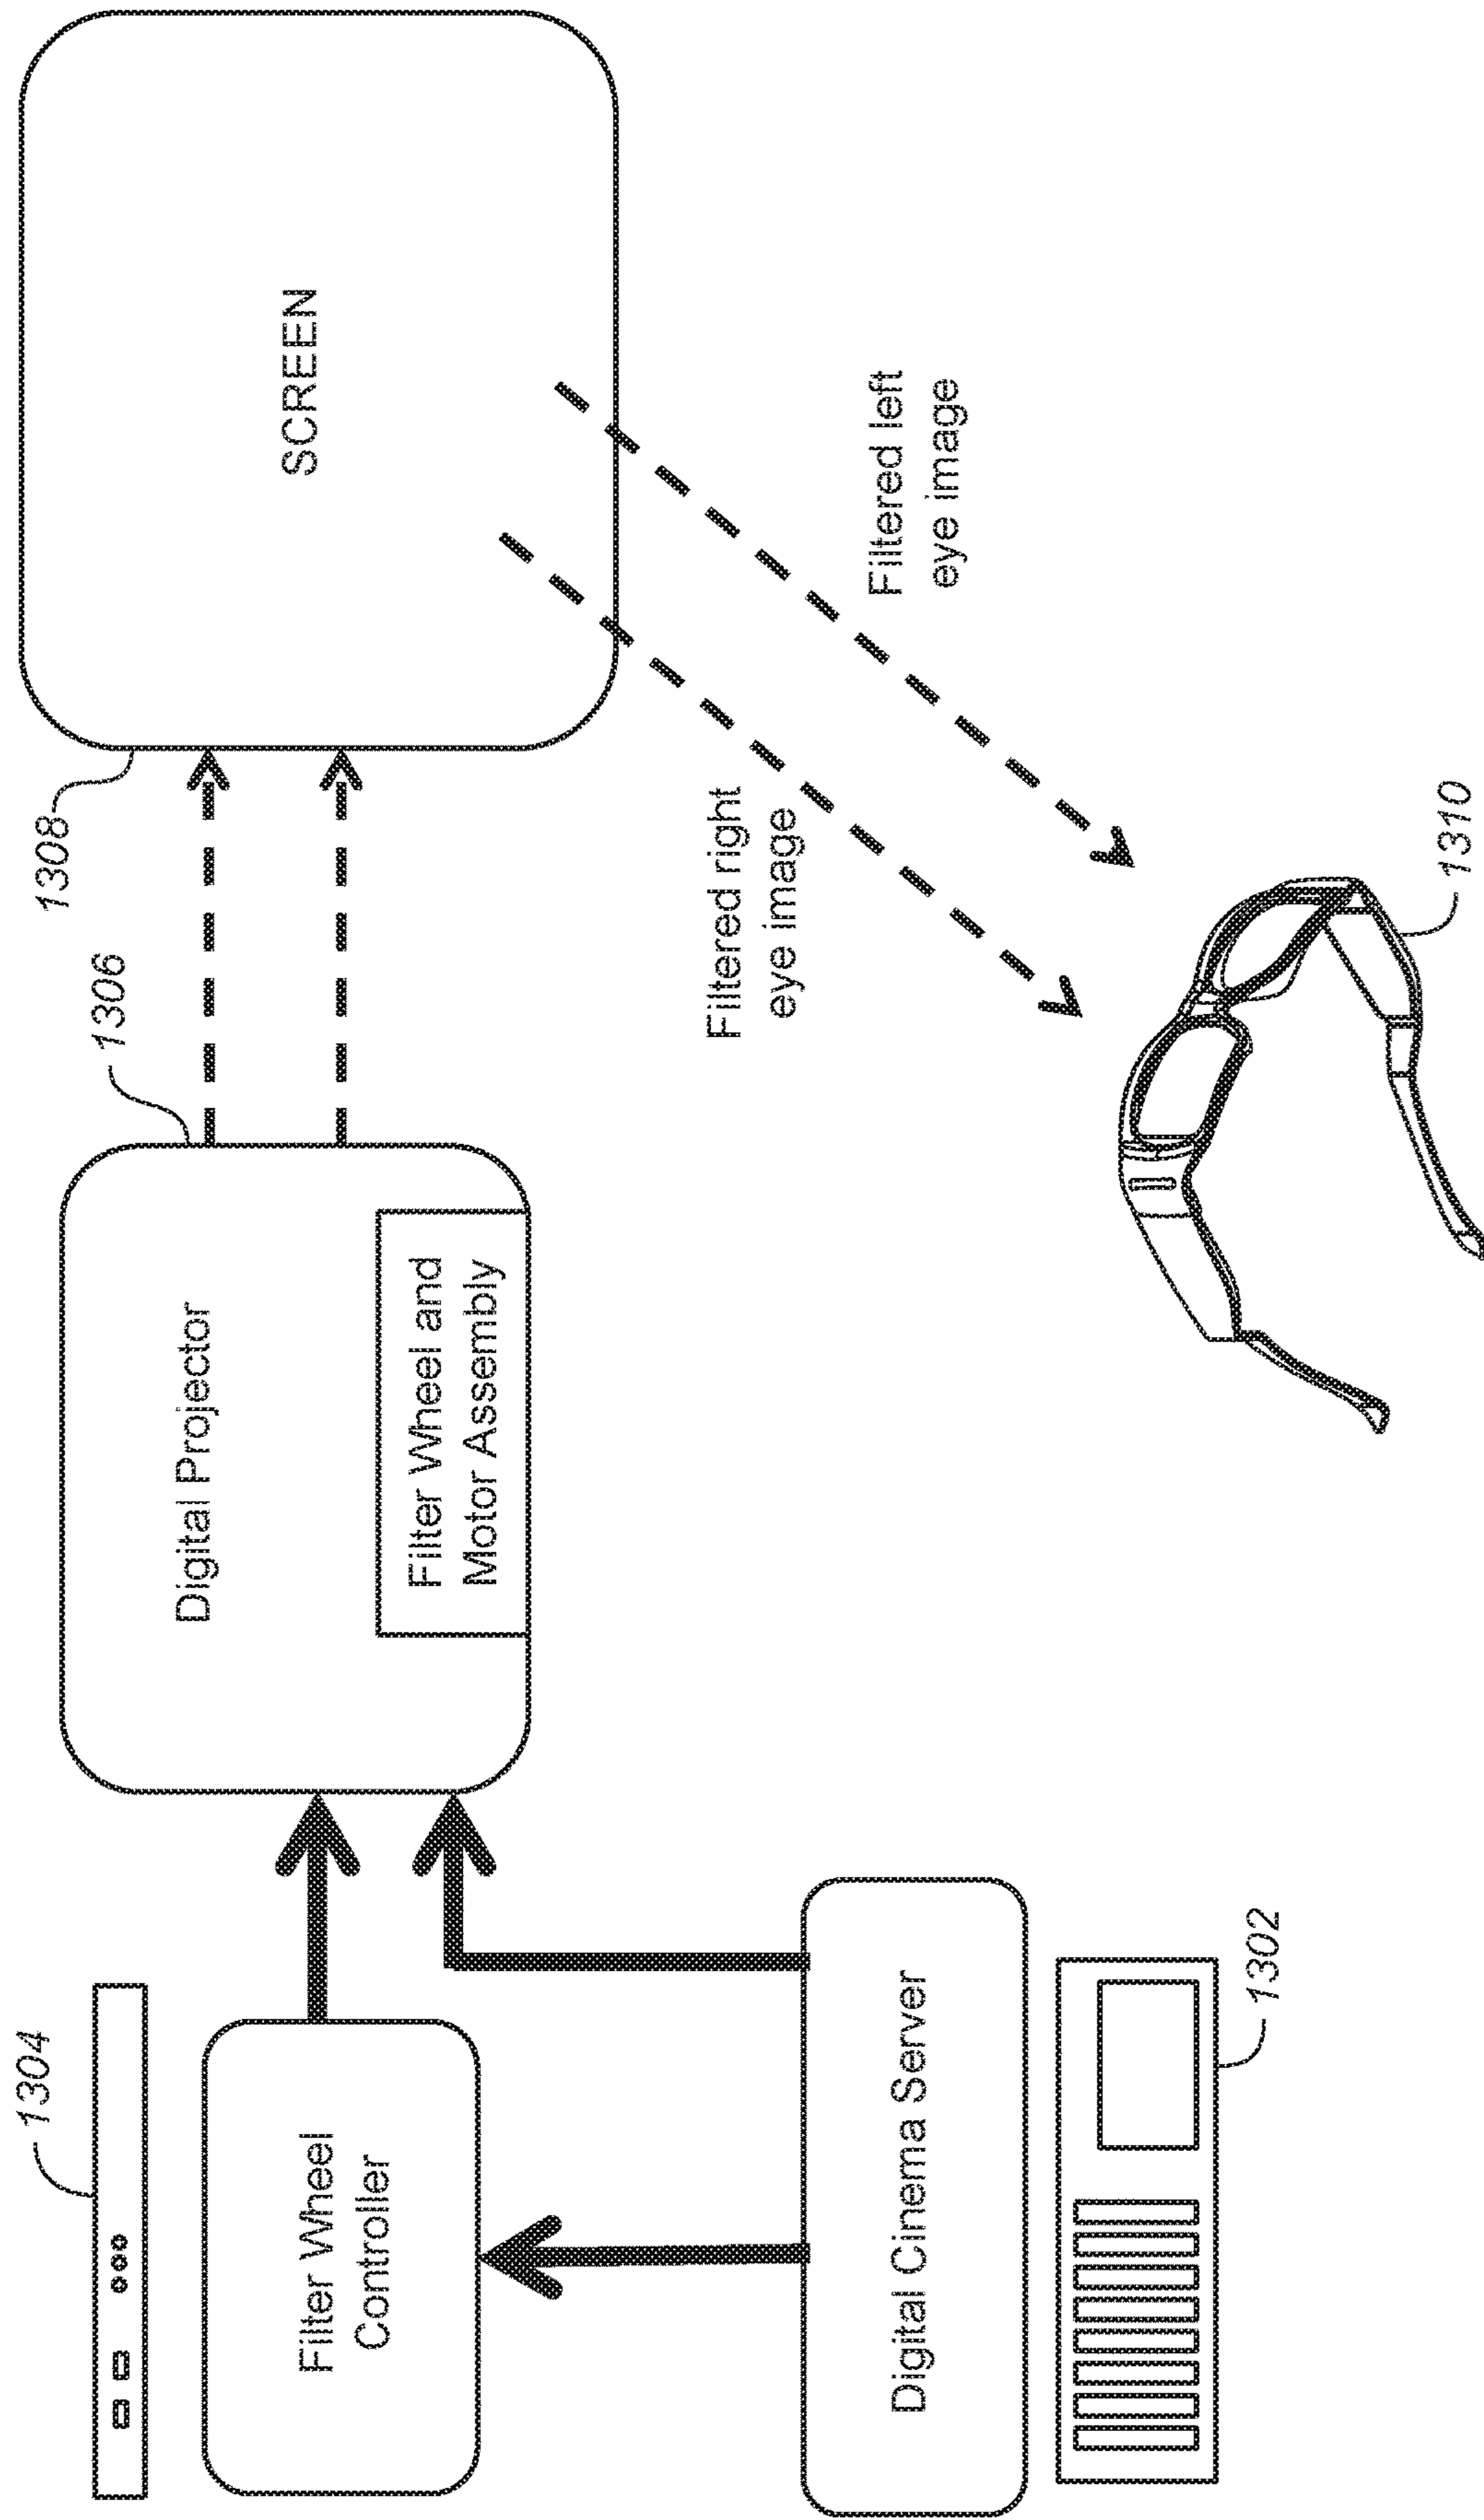 1304
Filter Wheel
Controller
Digital Cinema Server
1302
Digital Projector
1306
Filter Wheel and
Motor Assembly
1308
SCREEN
Filtered right
eye image
Filtered left
eye image
1310